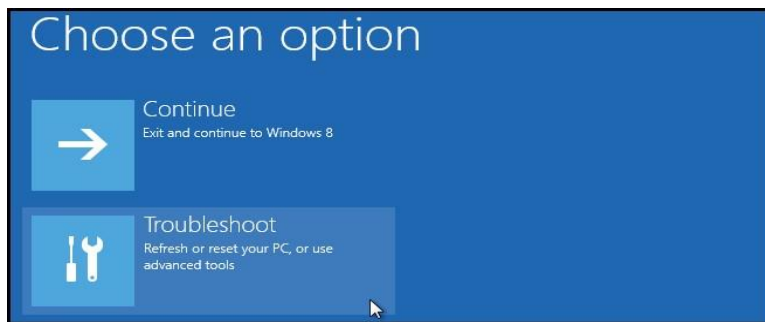 Choose an option
Continue
Exit and continue to Windows 8
Troubleshoot
Refresh or reset your PC, or use
advanced tools